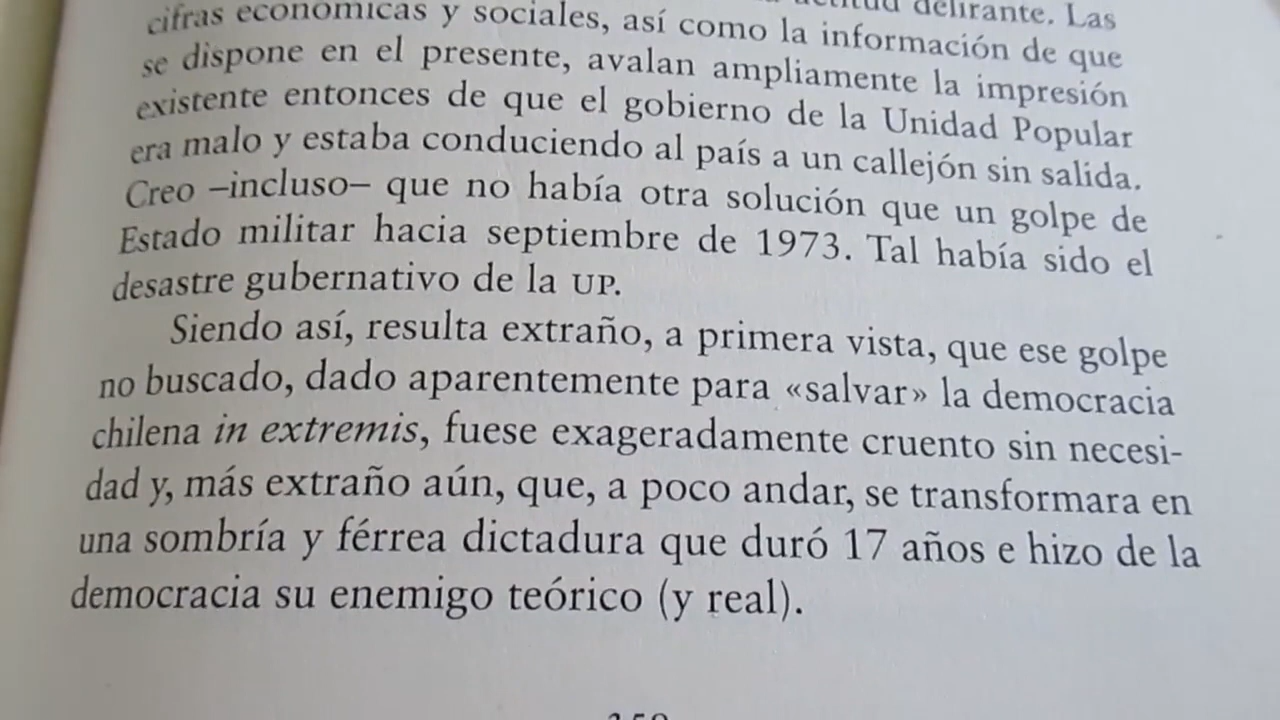 delirante. Las
cifras económicas y sociales, así como la información de que
se dispone en el presente, avalan ampliamente la impresión
existente entonces de que el gobierno de la Unidad Popular
era malo y estaba conduciendo al país a un callejón sin salida.
Creo –incluso– que no había otra solución que un golpe de
Estado militar hacia septiembre de 1973. Tal había sido el
desastre gubernativo de la UP.
Siendo así, resulta extraño, a primera vista, que ese golpe
no buscado, dado aparentemente para «salvar» la democracia
chilena in extremis, fuese exageradamente cruento sin necesi-
dad y, más extraño aún, que, a poco andar, se transformara en
una sombría y férrea dictadura que duró 17 años e hizo de la
democracia su enemigo teórico (y real).